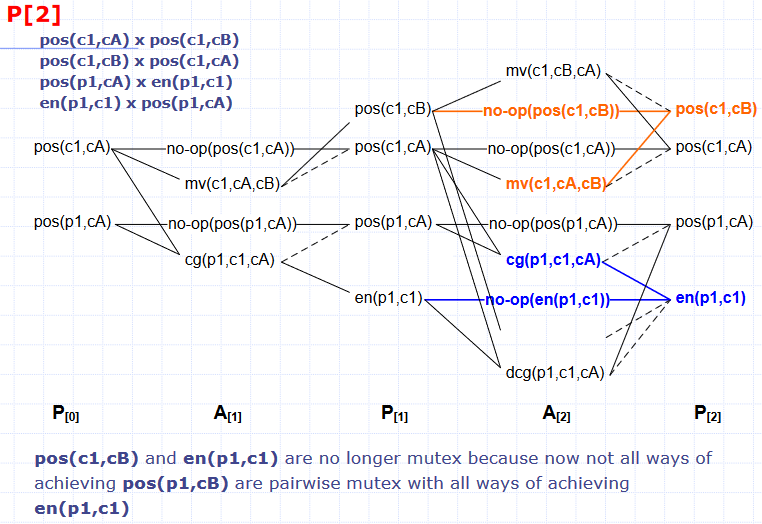 P[2]
pos(c1,cA) x pos(c1,cB)
pos(c1,cB) x pos(c1,cA)
pos(p1,cA) x en(p1,c1)
en(p1,c1) x pos(p1,cA)
mv(c1,cB,cA)
pos(c1,cB) no-op(pos(c1,cB)) pos(c1,cB)
pos(c1,cA) no-op(pos(c1,cA)) pos(c1,cA) no-op(pos(c1,cA)) pos(c1,cA)
mv(c1,cA,cB) mv(c1,cA,cB)
pos(p1,cA) no-op(pos(p1,cA)) pos(p1,cA) no-op(pos(p1,cA)) pos(p1,cA)
cg(p1,c1,cA) cg(p1,c1,cA)
en(p1,c1) no-op(en(p1,c1)) en(p1,c1)
dcg(p1,c1,cA)
P[0] A[1] P[1] A[2] P[2]
pos(c1,cB) and en(p1,c1) are no longer mutex because now not all ways of
achieving pos(p1,cB) are pairwise mutex with all ways of achieving
en(p1,c1)